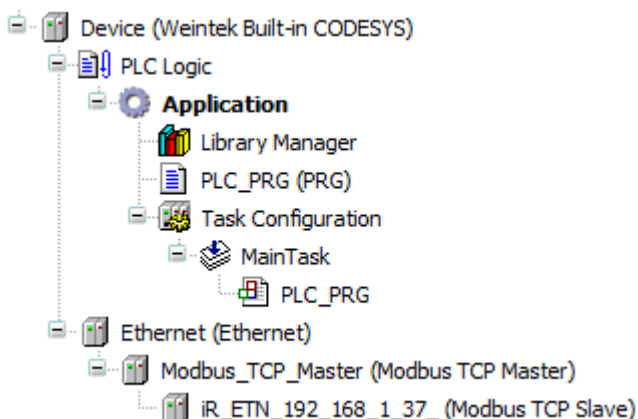 Device (Weintek Built-in CODESYS)
PLC Logic
Application
Library Manager
PLC_PRG (PRG)
Task Configuration
MainTask
PLC_PRG
Ethernet (Ethernet)
Modbus_TCP_Master (Modbus TCP Master)
iR_ETN_192_168_1_37_ (Modbus TCP Slave)